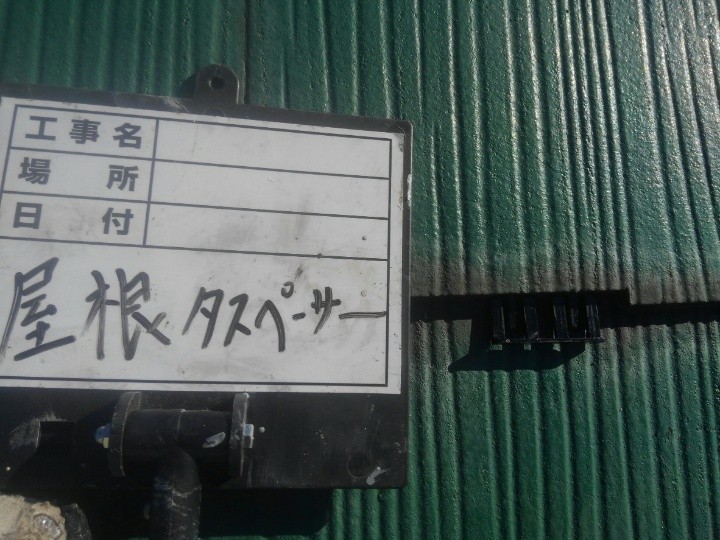 工事名
場所
日付
屋根 タスペーサー